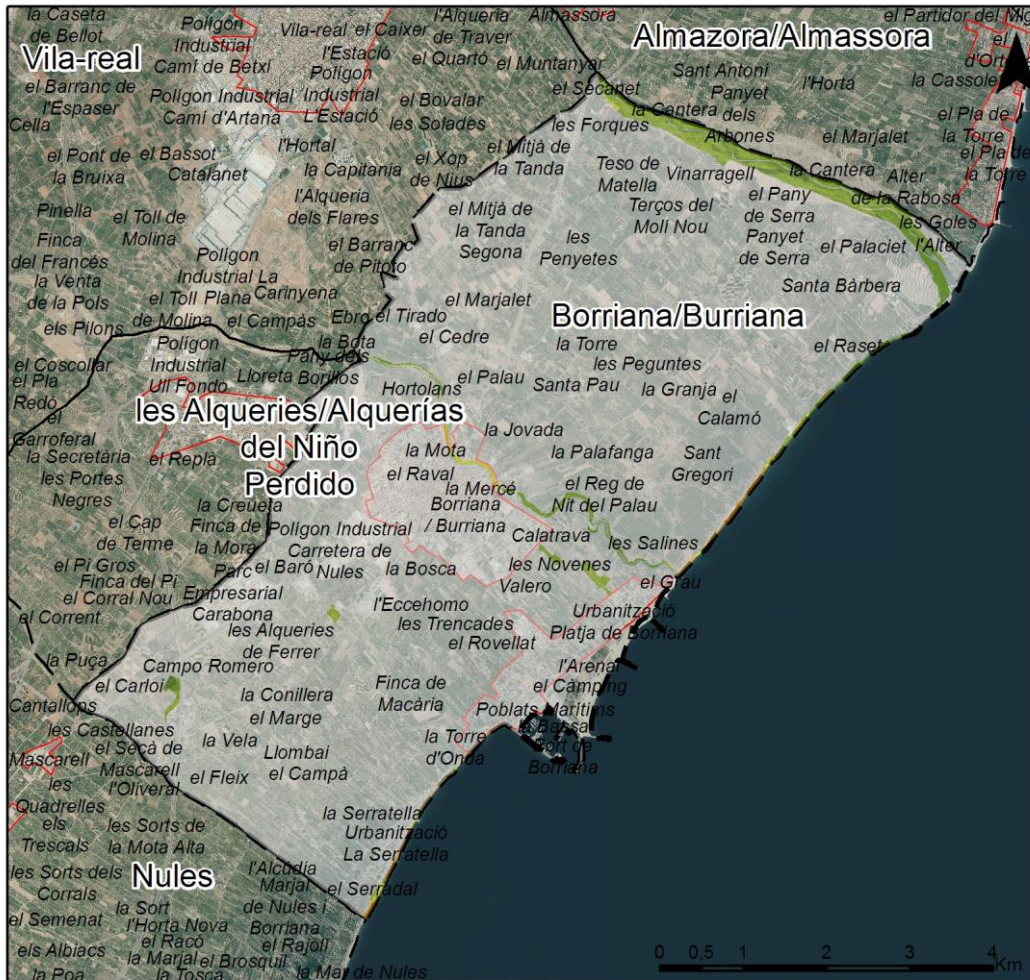 la Caseta
de Bellot
Polígon
Industrial
Camí de Betxí
Vila-real
el Caixer
l'Estació
Polígon
Industrial
L'Estació
l'Alqueria
de Traver
el Quartó
Almassora
el Muntanyar
Almazora/Almassora
el Partidor del Mig
el
d'Ort
la Cassole
el Pla de
la Torre
el Pla de
la Torre
Vila-real
el Barranc de
l'Espaser
Cella
Polígon Industrial
Camí d'Artana
el Bovalar
les Solades
el Secanet
Sant Antoni
Panyet
dels
Arbones
l'Horta
la Cantera
les Forques
el Marjalet
el Pont de
la Bruixa
el Bassot
Catalanet
l'Hortal
la Capitania
el Xop
de Nius
el Mitjà de
la Tanda
Teso de
Matella
Vinarragell
la Cantera
Alter
de la Rabosa
les Goles
l'Alter
Pinella
el Toll de
Molina
l'Alqueria
dels Flares
el Mitjà de
la Tanda
Segona
Terços del
Molí Nou
el Pany
de Serra
Panyet
de Serra
el Palaciet
Finca
del Francés
la Venta
de la Pols
els Pilons
Polígon
Industrial La
Plana
el Toll
de Molina
Carinyena
el Campàs
el Barranc
de Pitoto
les
Penyetes
Santa Bàrbera
el Marjalet
Ebro
el Tirado
el Cedre
Borriana/Burriana
la Torre
el Raset
el Coscollar
el Pla
Redó
Polígon
Industrial
Ull Fondo
la Bota
Pany dels
Borillos
Lloreta
Hortolans
el Palau
Santa Pau
les Peguntes
la Granja
el
Calamó
les Alqueries/Alquerías
del Niño
Perdido
el
Garroferal
la Secretària
les Portes
Negres
el Replà
la Jovada
la Mota
el Raval
la Mercé
la Palafanga
Sant
Gregori
el Reg de
Nit del Palau
el Cap
de Terme
la Creueta
Finca de
la Mora
Polígon Industrial
Carretera de
Nules
Borriana
/ Burriana
Calatrava
les Salines
el Pi Gros
Finca del Pi
el Corral Nou
el Corrent
Parc
Empresarial
Carabona
el Baró
la Bosca
les Novenes
Valero
el Grau
l'Eccehomo
les Trencades
el Rovellat
Urbanització
Platja de Borriana
les Alqueries
de Ferrer
la Puça
el Carloi
Campo Romero
la Conillera
el Marge
Finca de
Macària
l'Arenal
el Càmping
Poblats Marítims
la Bassa
Port de
Borriana
Cantallops
les Castellanes
Mascarell
el Secà de
Mascarell
l'Oliveral
la Vela
Llombai
el Fleix
el Campà
la Torre
d'Onda
les
Quadrelles
els
Trescals
les Sorts de
la Mota Alta
la Serratella
Urbanització
La Serratella
les Sorts dels
Corrals
Nules
l'Alcúdia
Marjal
de Nules i
Borriana
el Serradal
el Semenat
la Sort
l'Horta Nova
els Albiacs
el Racó
el Rajolí
la Marjal
el Brosquil
la Poa
la Tosca
la Mar de Nules
0 0,5 1 2 3 4
Km